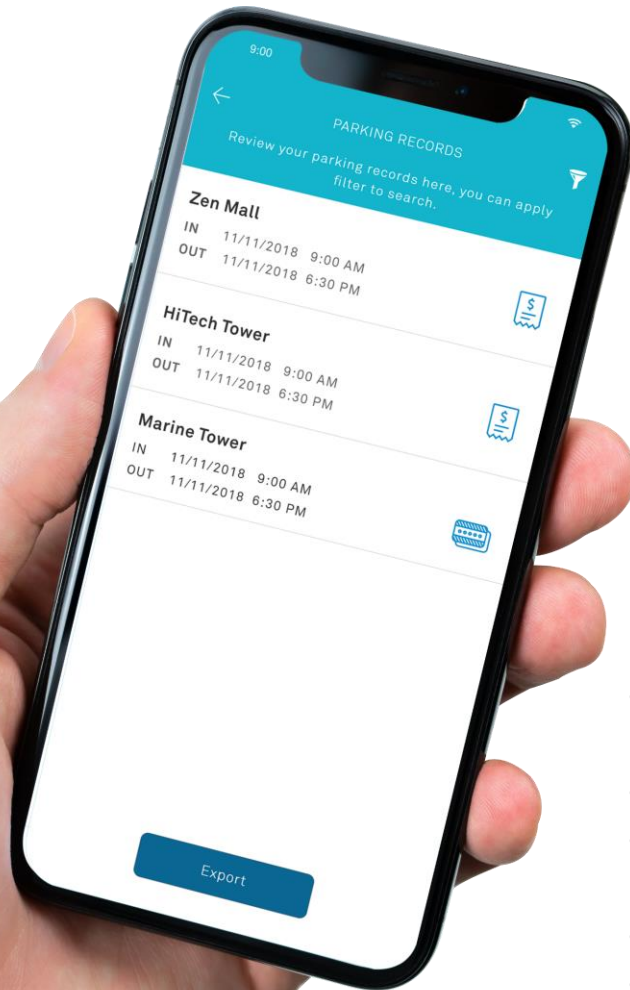 9:00
PARKING RECORDS
Review your parking records here, you can apply
filter to search.
Zen Mall
IN 11/11/2018 9:00 AM
OUT 11/11/2018 6:30 PM
$
HiTech Tower
IN 11/11/2018 9:00 AM
OUT 11/11/2018 6:30 PM
$
Marine Tower
IN 11/11/2018 9:00 AM
OUT 11/11/2018 6:30 PM
Export